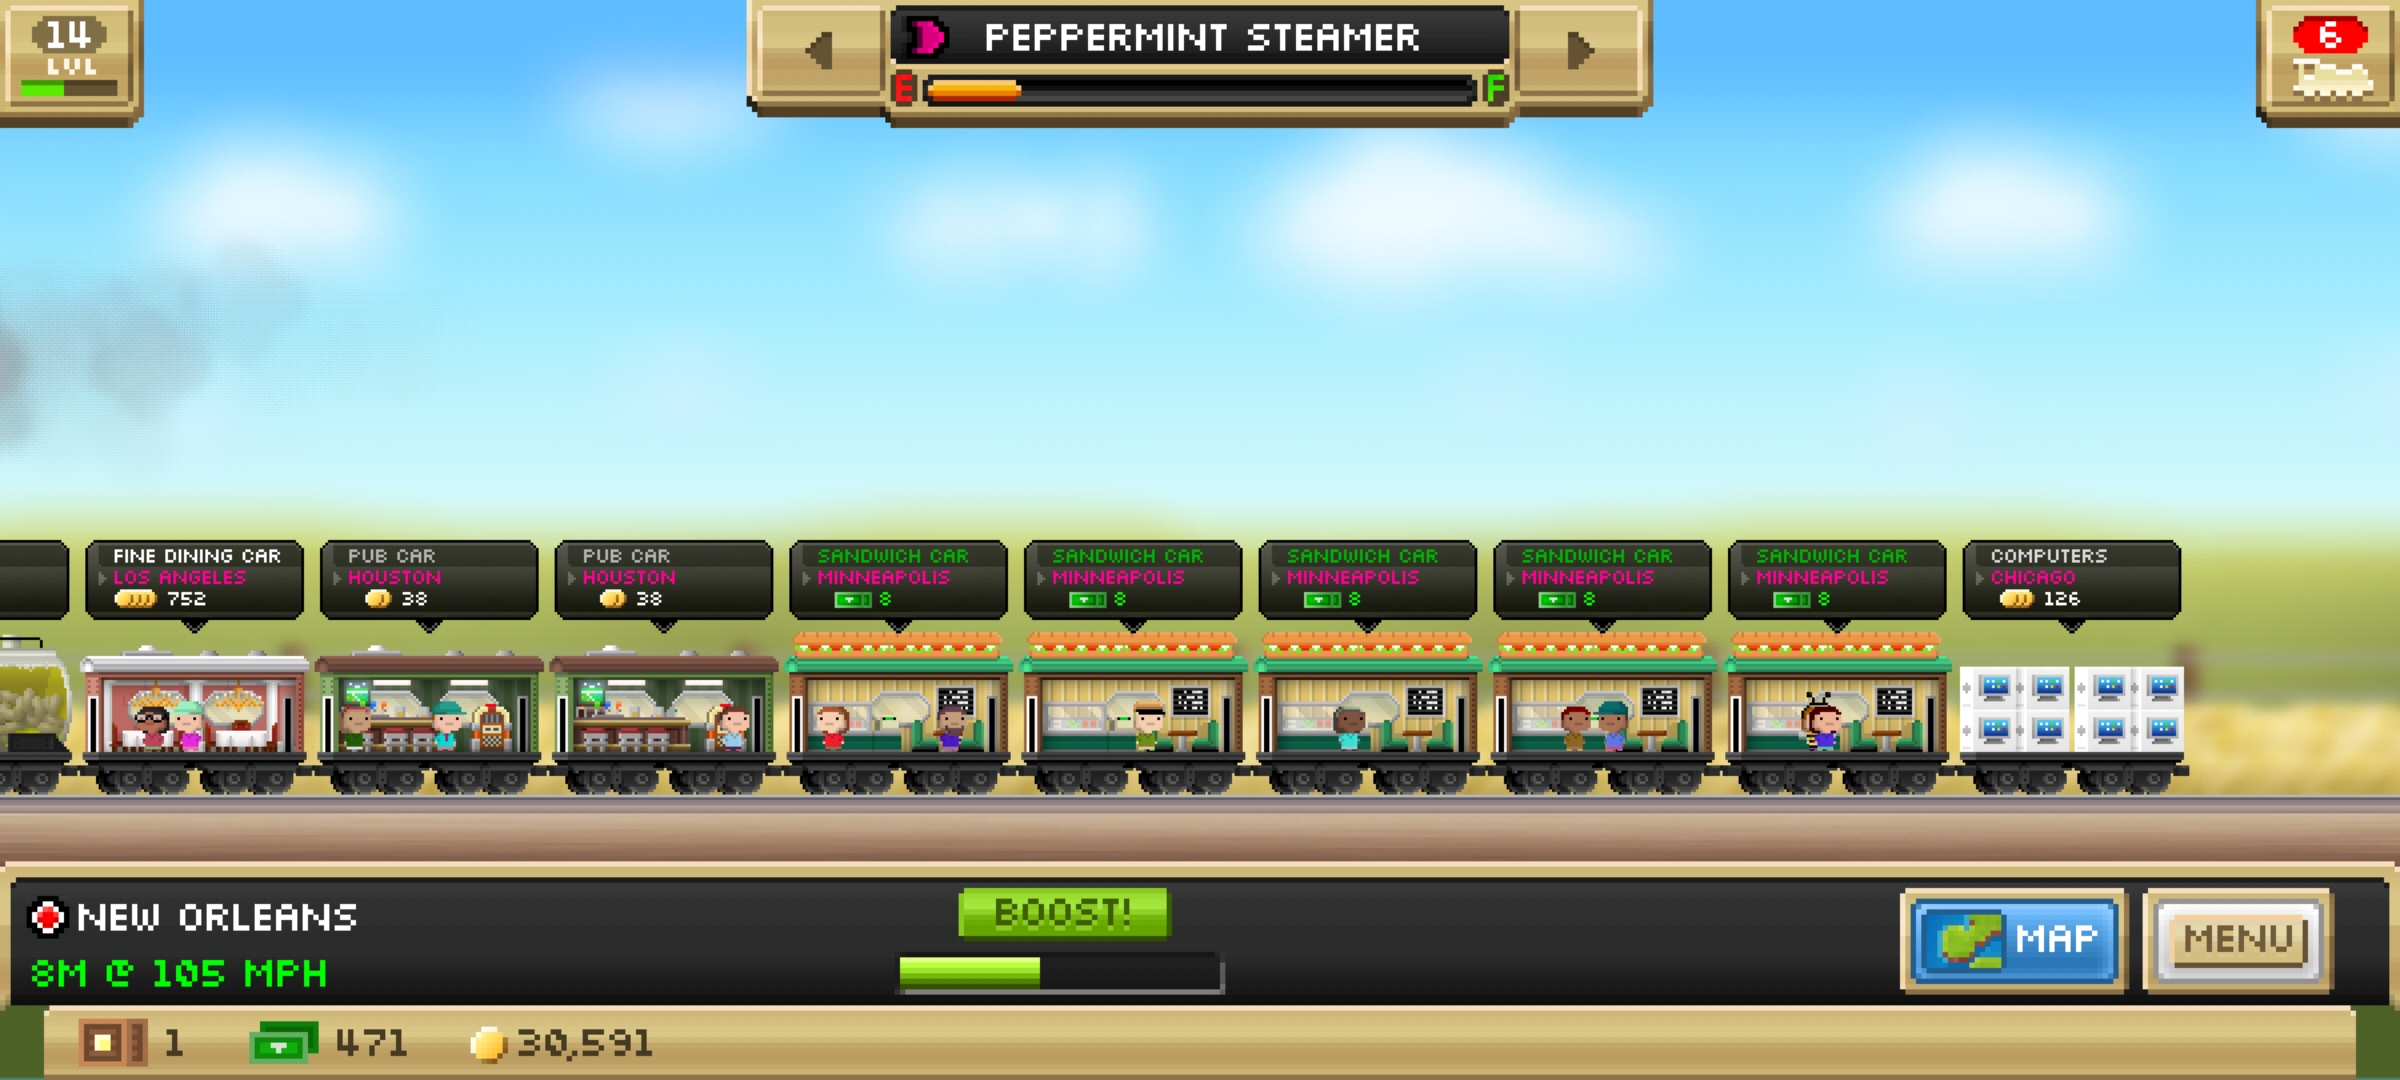 14
LVL
PEPPERMINT STEAMER
E
F
6
FINE DINING CAR
LOS ANGELES
752
PUB CAR
HOUSTON
38
PUB CAR
HOUSTON
38
SANDWICH CAR
MINNEAPOLIS
8
SANDWICH CAR
MINNEAPOLIS
8
SANDWICH CAR
MINNEAPOLIS
8
SANDWICH CAR
MINNEAPOLIS
8
SANDWICH CAR
MINNEAPOLIS
8
COMPUTERS
CHICAGO
126
NEW ORLEANS
8M @ 105 MPH
BOOST!
MAP
MENU
1
471
30,591